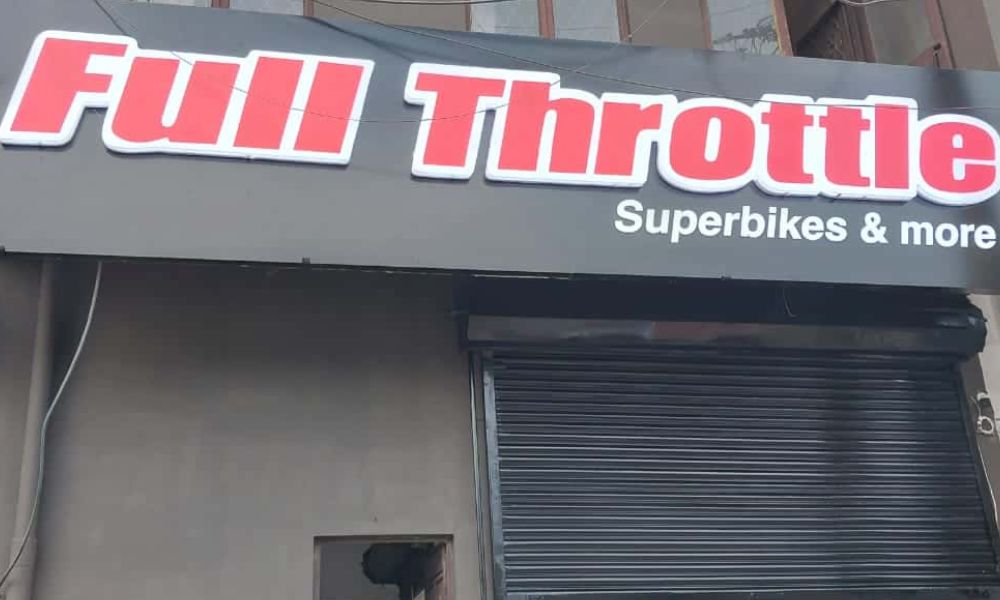 Full Throttle
Superbikes & more